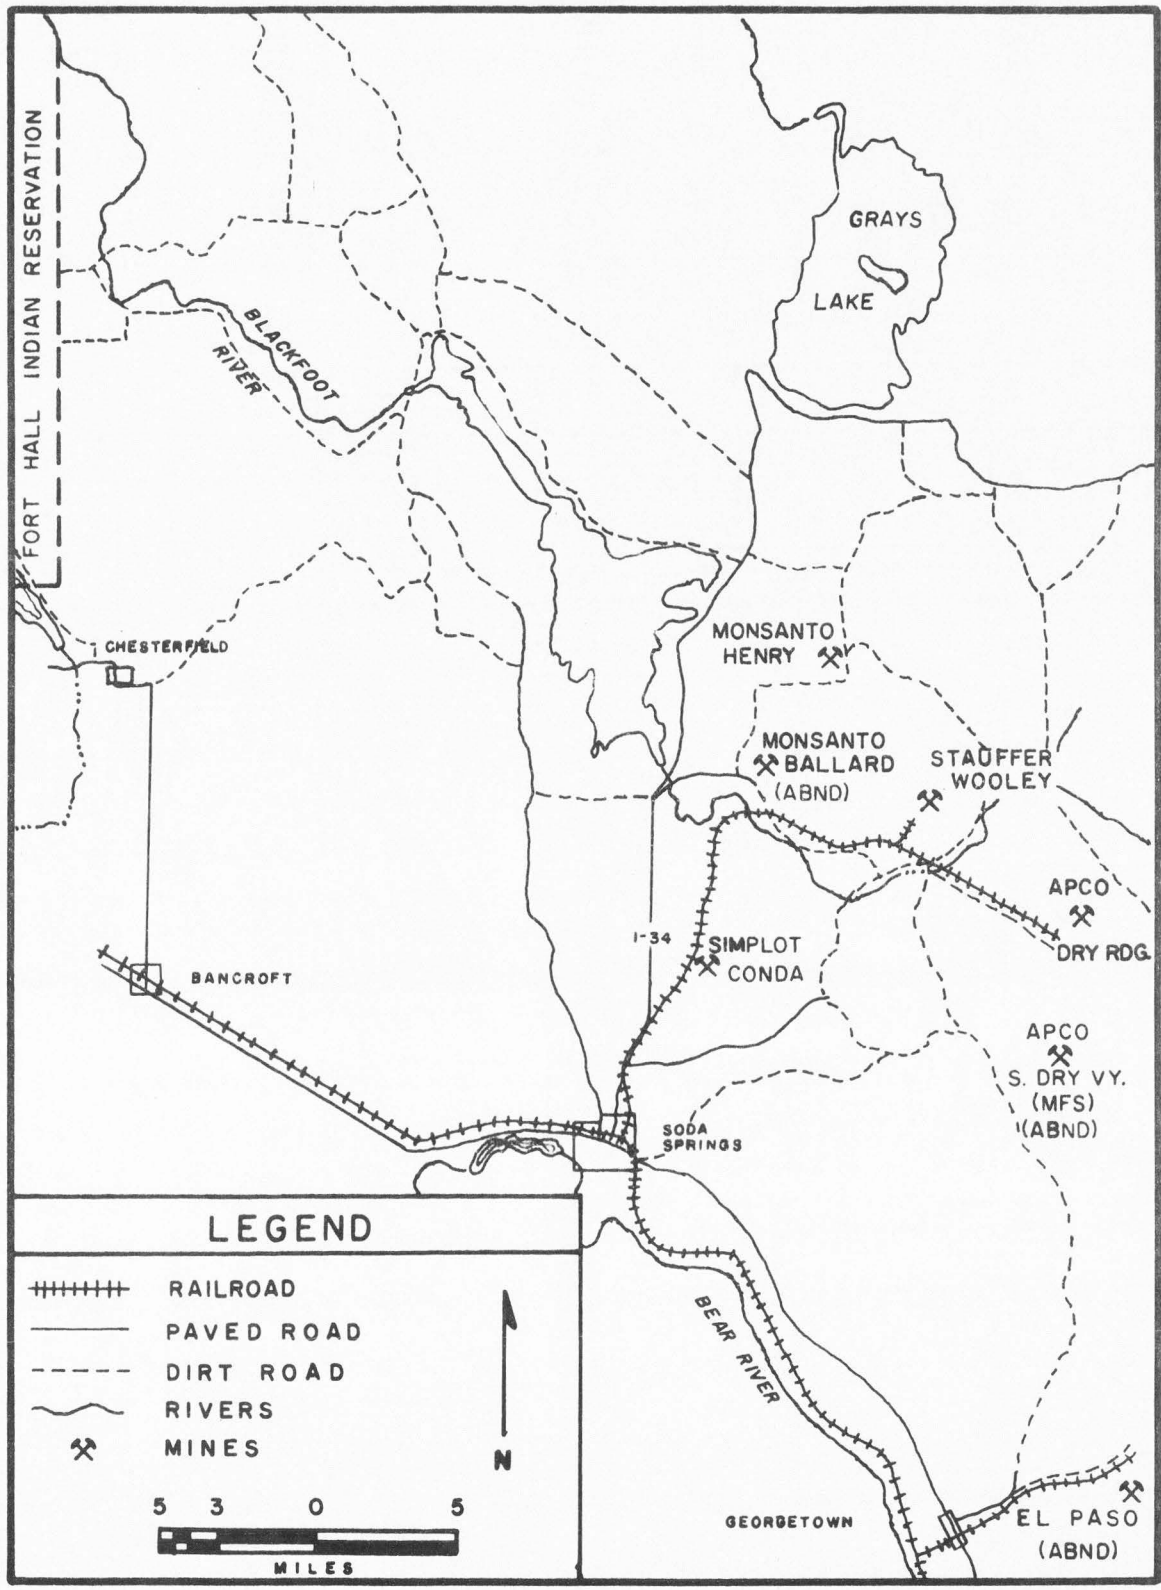 FORT HALL INDIAN RESERVATION
GRAYS
LAKE
BLACKFOOT
RIVER
CHESTERFIELD
MONSANTO
HENRY
MONSANTO
BALLARD
(ABND)
STAUFFER
WOOLEY
APCO
DRY RDG.
I-34
SIMPLOT
CONDA
BANCROFT
APCO
S. DRY VY.
(MFS)
(ABND)
SODA
SPRINGS
BEAR RIVER
GEORGETOWN
EL PASO
(ABND)
LEGEND
RAILROAD
PAVED ROAD
DIRT ROAD
RIVERS
MINES
N
5 3 0 5
MILES